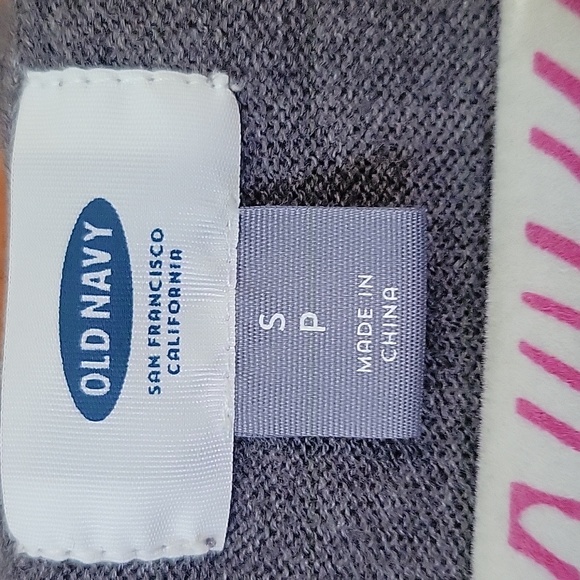 OLD NAVY
SAN FRANCISCO
CALIFORNIA
S
P
MADE IN
CHINA